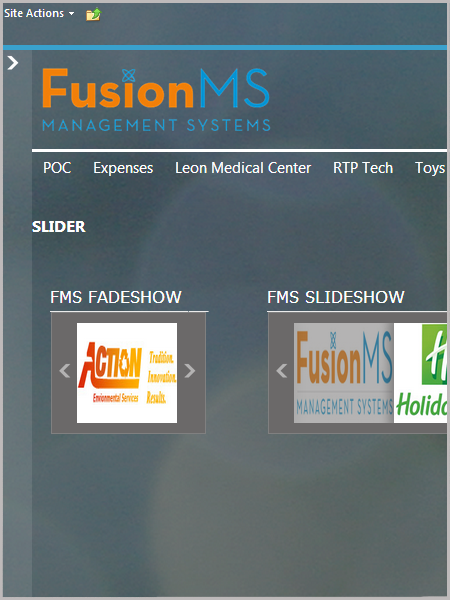 Site Actions
FusionMS
MANAGEMENT SYSTEMS
POC Expenses Leon Medical Center RTP Tech Toys
SLIDER
FMS FADESHOW
FMS SLIDESHOW
ACTION
Environmental Services
Tradition.
Innovation.
Results.
FusionMS
MANAGEMENT SYSTEMS
H
Holida